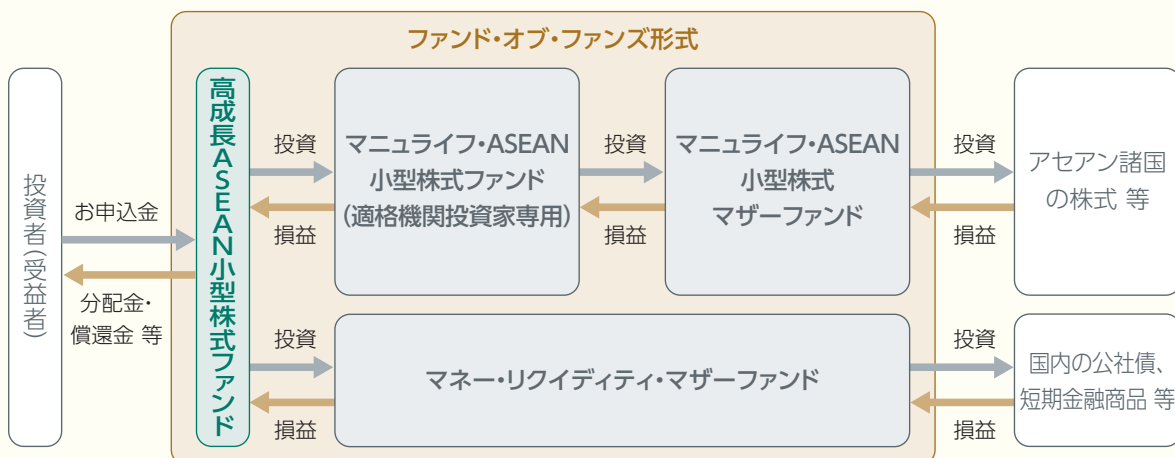 ファンド・オブ・ファンズ形式
投資者(受益者)
お申込金
分配金・
償還金 等
高成長ASEAN小型株式ファンド
投資
損益
マニュライフ・ASEAN
小型株式ファンド
(適格機関投資家専用)
投資
損益
マニュライフ・ASEAN
小型株式
マザーファンド
投資
損益
アセアン諸国
の株式 等
投資
損益
マネー・リクイディティ・マザーファンド
投資
損益
国内の公社債、
短期金融商品 等